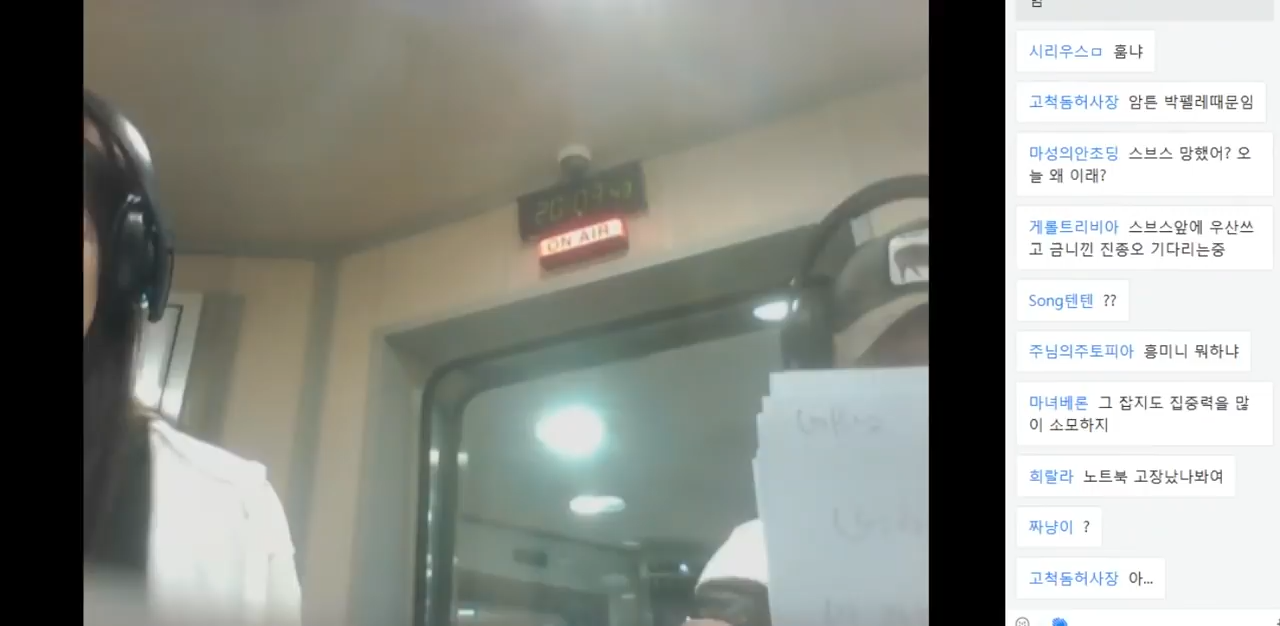 ON AIR
시리우스ㅁ 훔냐
고척돔허사장 암튼 박펠레때문임
마성의안초딩 스브스 망했어? 오
늘 왜 이래?
게롤트리비아 스브스앞에 우산쓰
고 금니낀 진종오 기다리는중
Song텐텐 ??
주님의주토피아 흥미니 뭐하냐
마녀베론 그 잡지도 집중력을 많
이 소모하지
희랄라 노트북 고장났나봐여
짜냥이 ?
고척돔허사장 아...